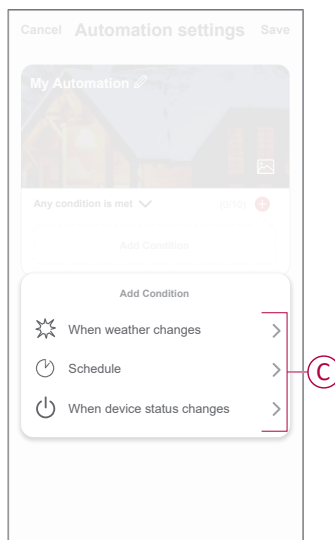 Cancel Automation settings Save
My Automation
Any condition is met (0/10)
Add Condition
Add Condition
When weather changes
Schedule
When device status changes
C